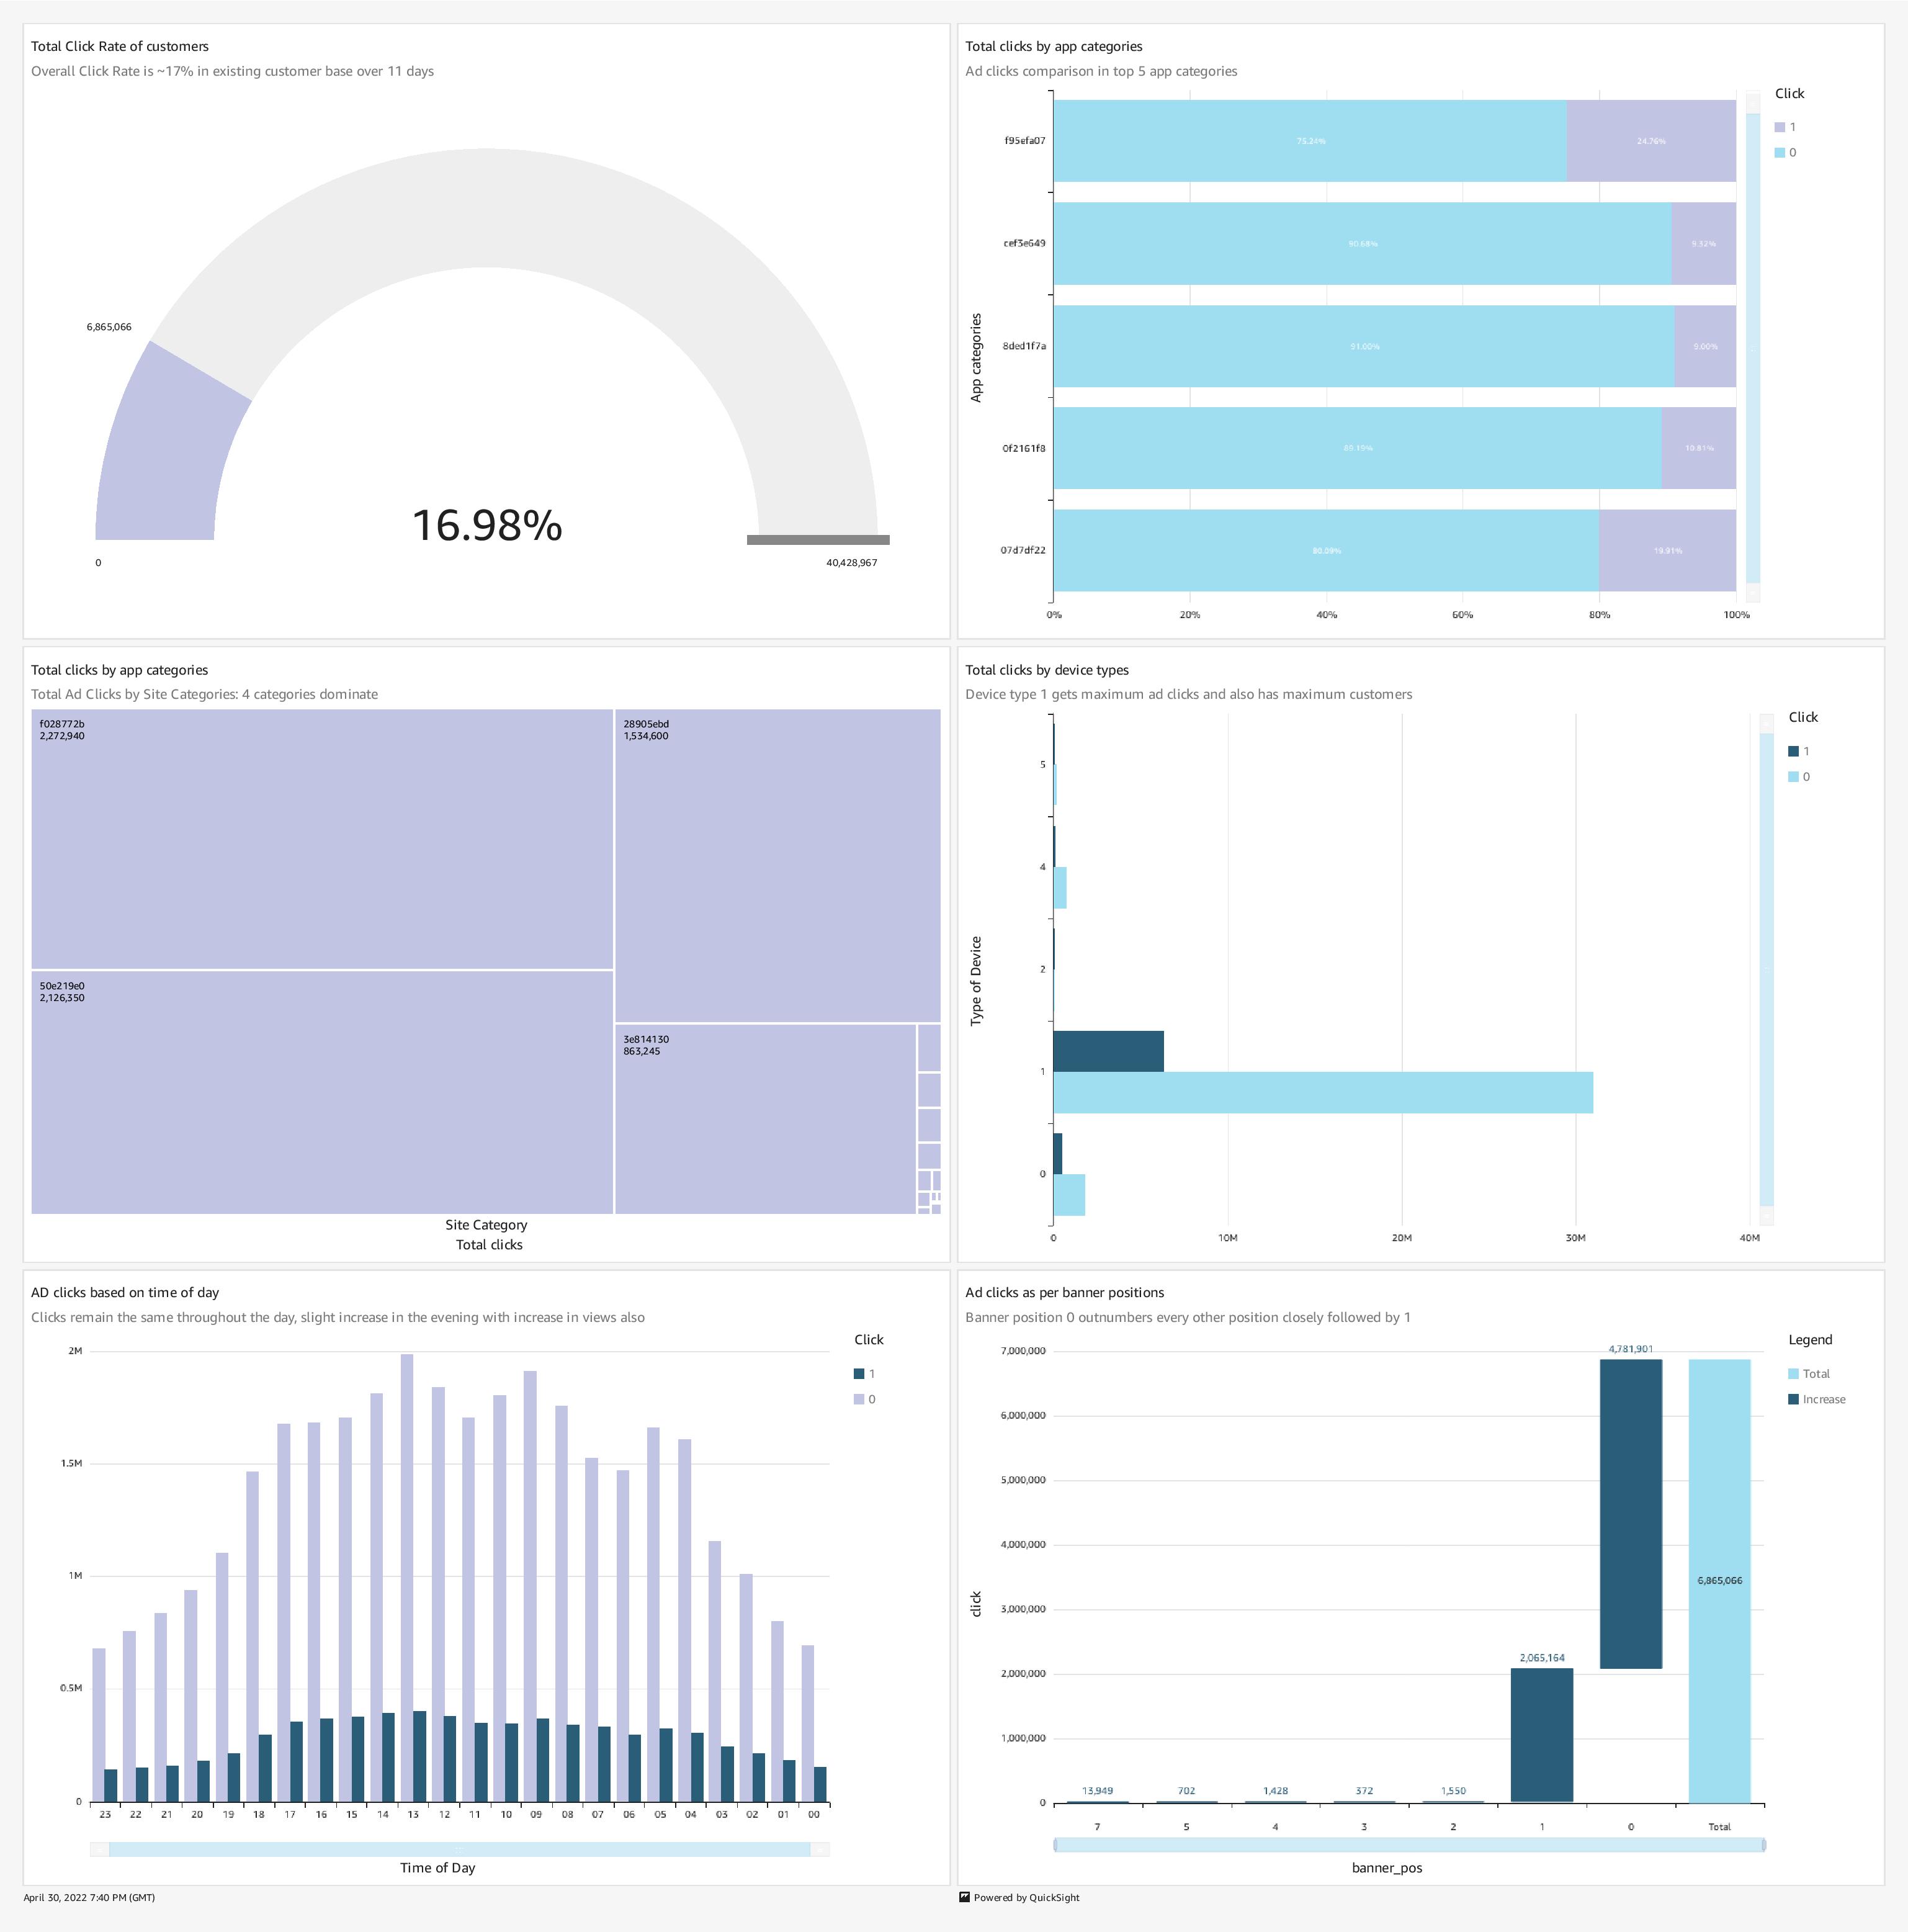 Total Click Rate of customers
Overall Click Rate is ~17% in existing customer base over 11 days
6,865,066
16.98%
0
40,428,967
Total clicks by app categories
Ad clicks comparison in top 5 app categories
Click
1
0
App categories
f95efa07
75.24%
24.76%
cef3e649
90.68%
9.32%
8ded1f7a
91.00%
9.00%
0f2161f8
89.19%
10.81%
07d7df22
80.09%
19.91%
0%
20%
40%
60%
80%
100%
Total clicks by app categories
Total Ad Clicks by Site Categories: 4 categories dominate
f028772b
2,272,940
28905ebd
1,534,600
50e219e0
2,126,350
3e814130
863,245
Site Category
Total clicks
Total clicks by device types
Device type 1 gets maximum ad clicks and also has maximum customers
Click
1
0
Type of Device
5
4
2
1
0
0
10M
20M
30M
40M
AD clicks based on time of day
Clicks remain the same throughout the day, slight increase in the evening with increase in views also
Click
1
0
2M
1.5M
1M
0.5M
0
23 22 21 20 19 18 17 16 15 14 13 12 11 10 09 08 07 06 05 04 03 02 01 00
Time of Day
Ad clicks as per banner positions
Banner position 0 outnumbers every other position closely followed by 1
Legend
Total
Increase
click
7,000,000
6,000,000
5,000,000
4,000,000
3,000,000
2,000,000
1,000,000
0
13,949
702
1,428
372
1,550
2,065,164
4,781,901
6,865,066
7 5 4 3 2 1 0 Total
banner_pos
April 30, 2022 7:40 PM (GMT)
Powered by QuickSight